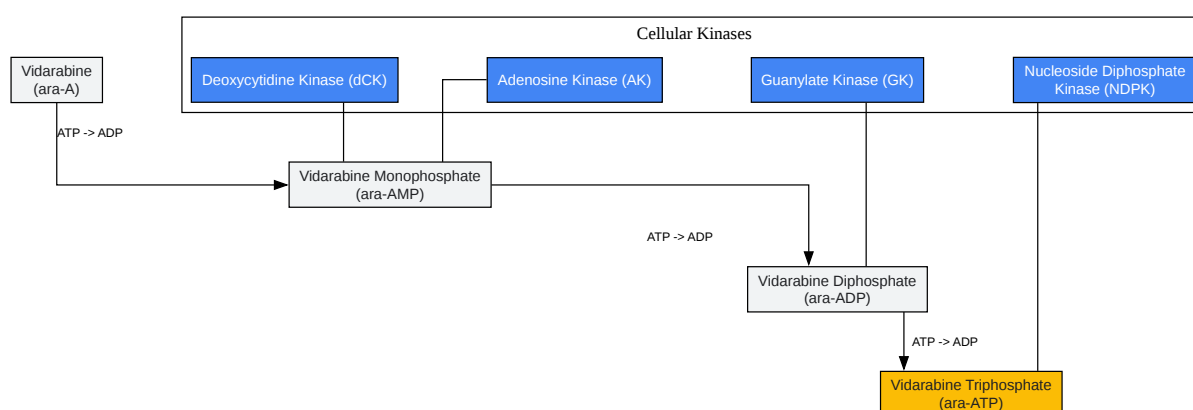 Cellular Kinases
Vidarabine
(ara-A)
Deoxycytidine Kinase (dCK)
Adenosine Kinase (AK)
Guanylate Kinase (GK)
Nucleoside Diphosphate
Kinase (NDPK)
ATP -> ADP
Vidarabine Monophosphate
(ara-AMP)
ATP -> ADP
Vidarabine Diphosphate
(ara-ADP)
ATP -> ADP
Vidarabine Triphosphate
(ara-ATP)